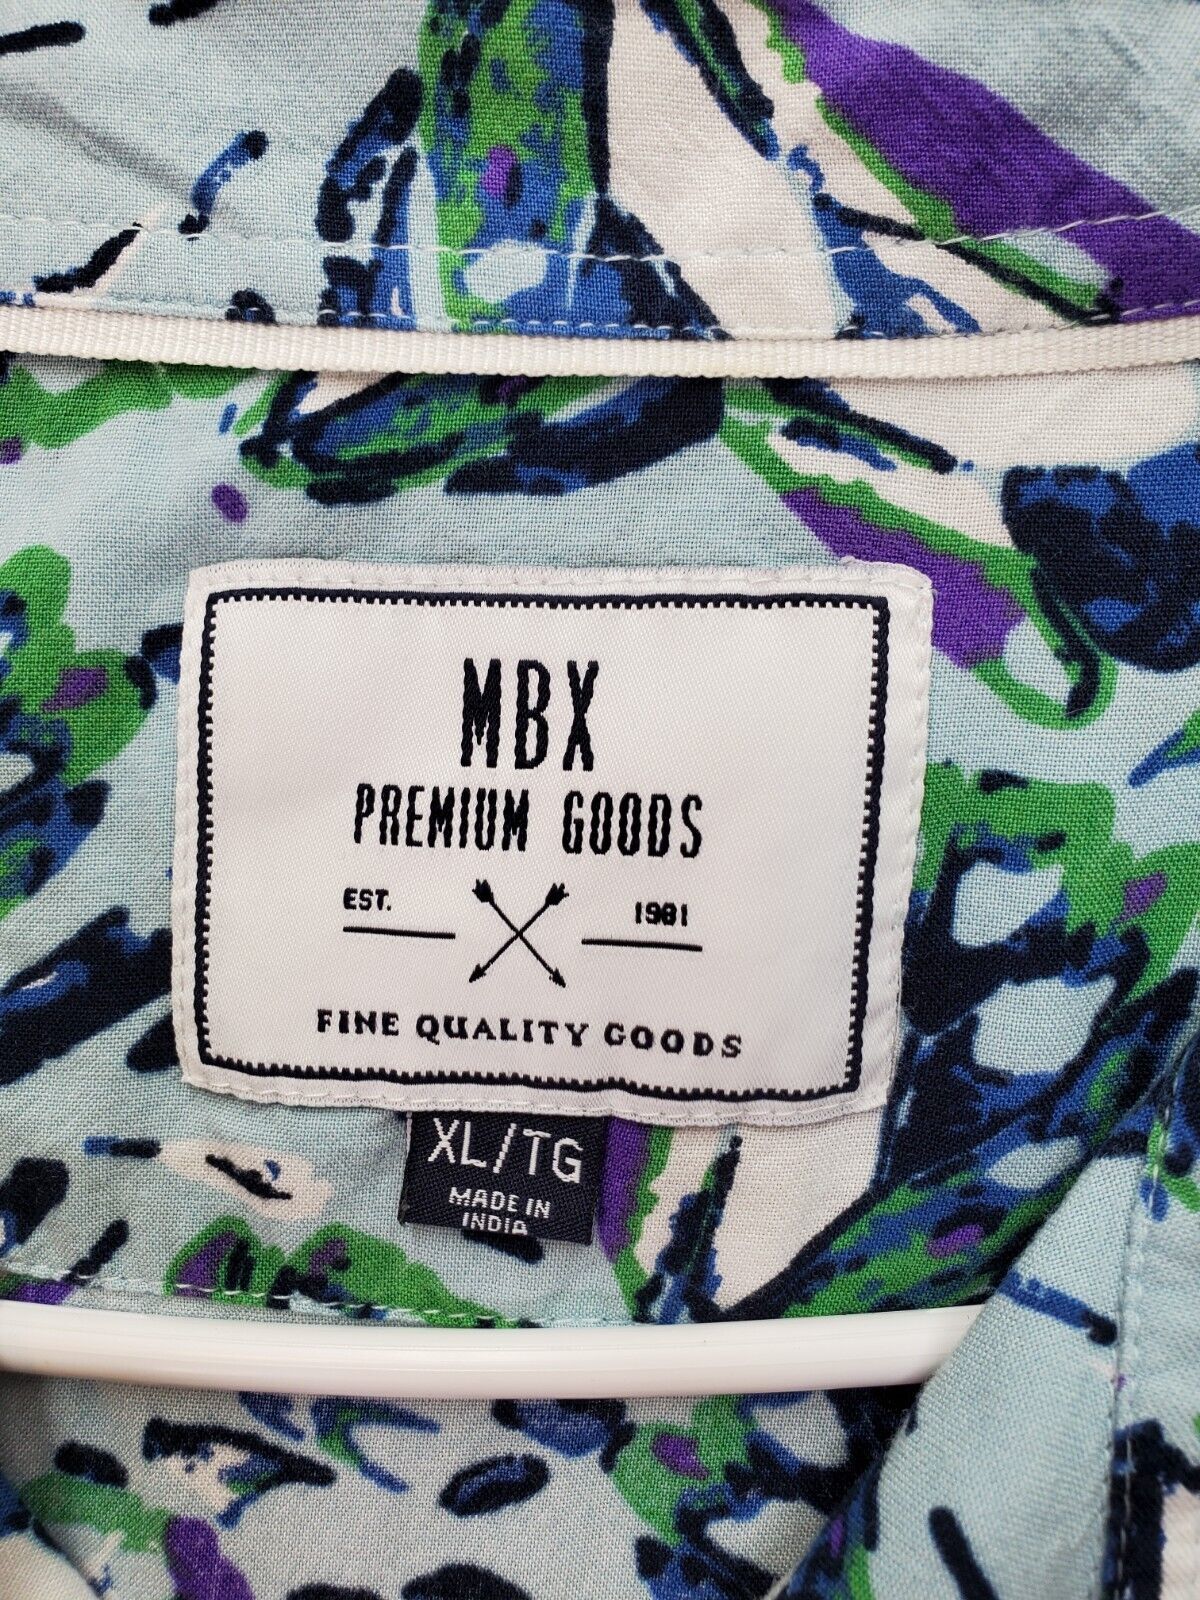 MBX
PREMIUM GOODS
EST. 1981
FINE QUALITY GOODS
XL/TG
MADE IN
INDIA